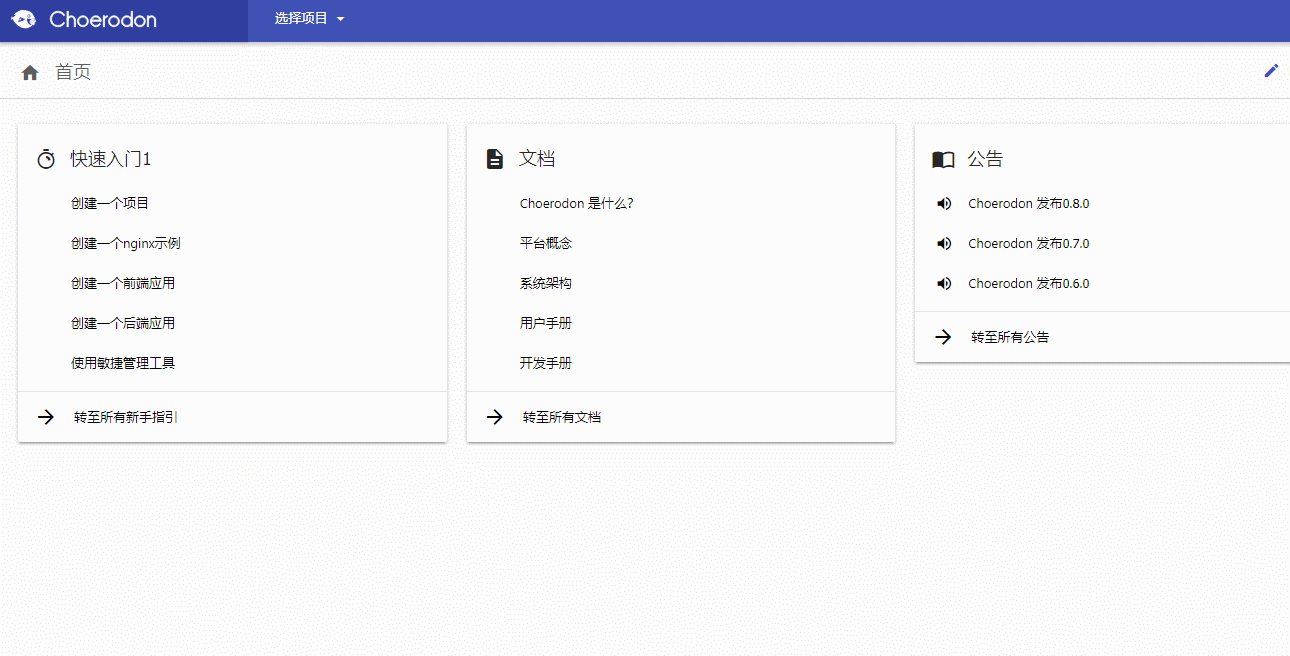 Choerodon
选择项目
首页
快速入门1
创建一个项目
创建一个nginx示例
创建一个前端应用
创建一个后端应用
使用敏捷管理工具
转至所有新手指引
文档
Choerodon 是什么?
平台概念
系统架构
用户手册
开发手册
转至所有文档
公告
Choerodon 发布0.8.0
Choerodon 发布0.7.0
Choerodon 发布0.6.0
转至所有公告